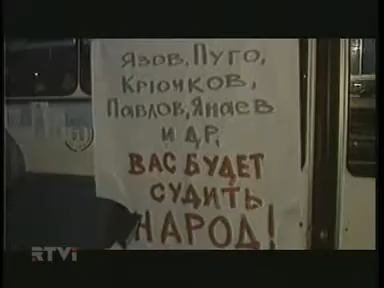 ЯЗОВ, ПУГО,
КРЮЧКОВ,
ПАВЛОВ, ЯНАЕВ
И ДР,
ВАС БУДЕТ
СУДИТЬ
НАРОД!
RTVi